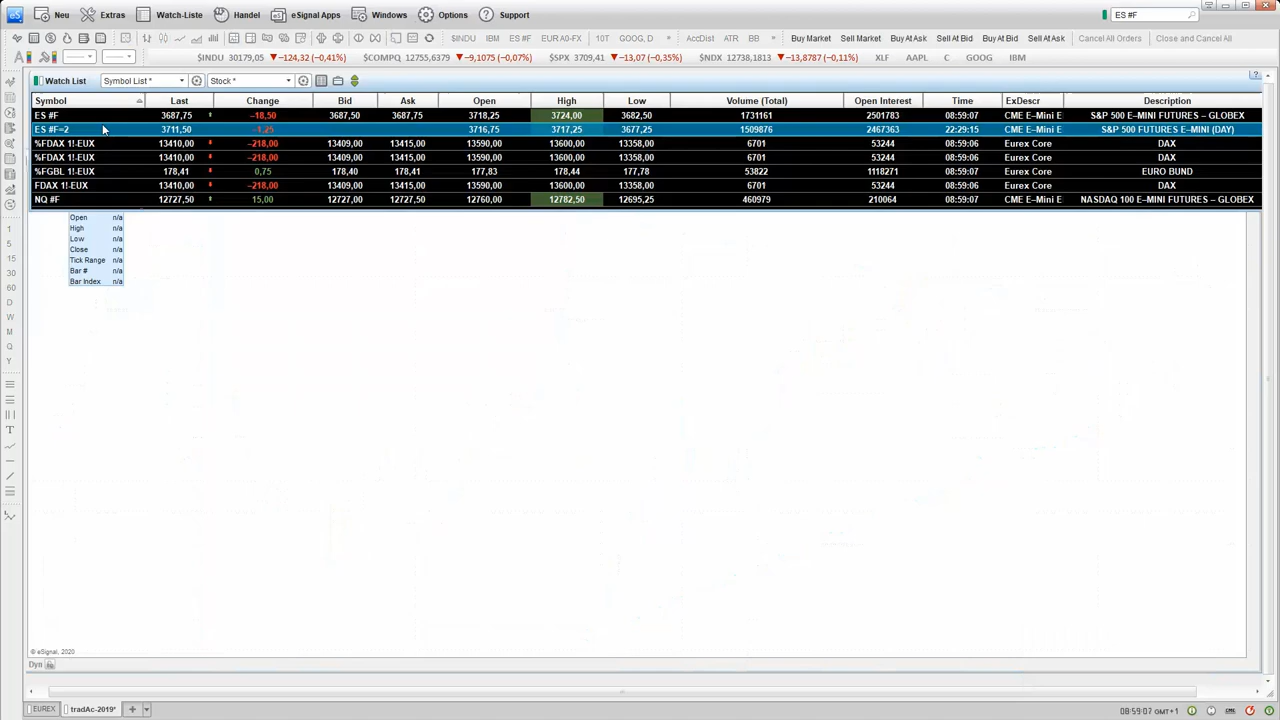 eS Neu Extras Watch-Liste Handel eSignal Apps Windows Optionen Support ES #F
$INDU IBM ES #F EUR A0-FX 10T GOOG, D AccDist ATR BB Buy Market Sell Market Buy At Ask Sell At Bid Buy At Bid Sell At Ask Cancel All Orders Close and Cancel All
$INDU 30179,05 ▼−124,32 (−0,41%) $COMPQ 12755,6379 ▼−9,1075 (−0,07%) $SPX 3709,41 ▼−13,07 (−0,35%) $NDX 12738,1813 ▼−13,8787 (−0,11%) XLF AAPL C GOOG IBM
Watch List Symbol List * Stock * ?
Symbol Last Change Bid Ask Open High Low Volume (Total) Open Interest Time ExDescr Description
ES #F 3687,75 −18,50 3687,50 3687,75 3718,25 3724,00 3682,50 1731161 2501783 08:59:07 CME E–Mini E S&P 500 E–MINI FUTURES – GLOBEX
ES #F=2 3711,50 −1,25 3716,75 3717,25 3677,25 1509876 2467363 22:29:15 CME E–Mini E S&P 500 FUTURES E–MINI (DAY)
%FDAX 1!-EUX 13410,00 −218,00 13409,00 13415,00 13590,00 13600,00 13358,00 6701 53244 08:59:06 Eurex Core DAX
%FDAX 1!-EUX 13410,00 −218,00 13409,00 13415,00 13590,00 13600,00 13358,00 6701 53244 08:59:06 Eurex Core DAX
%FGBL 1!-EUX 178,41 0,75 178,40 178,41 177,83 178,44 177,78 53822 1118271 08:59:07 Eurex Core EURO BUND
FDAX 1!-EUX 13410,00 −218,00 13409,00 13415,00 13590,00 13600,00 13358,00 6701 53244 08:59:06 Eurex Core DAX
NQ #F 12727,50 15,00 12727,00 12727,50 12760,00 12782,50 12695,25 460979 210064 08:59:07 CME E–Mini E NASDAQ 100 E–MINI FUTURES – GLOBEX
Open n/a
High n/a
Low n/a
Close n/a
Tick Range n/a
Bar # n/a
Bar Index n/a
1
5
15
30
60
D
W
M
Q
Y
T
© eSignal, 2020
Dyn
EUREX tradAc-2019* +
08:59:07 GMT+1